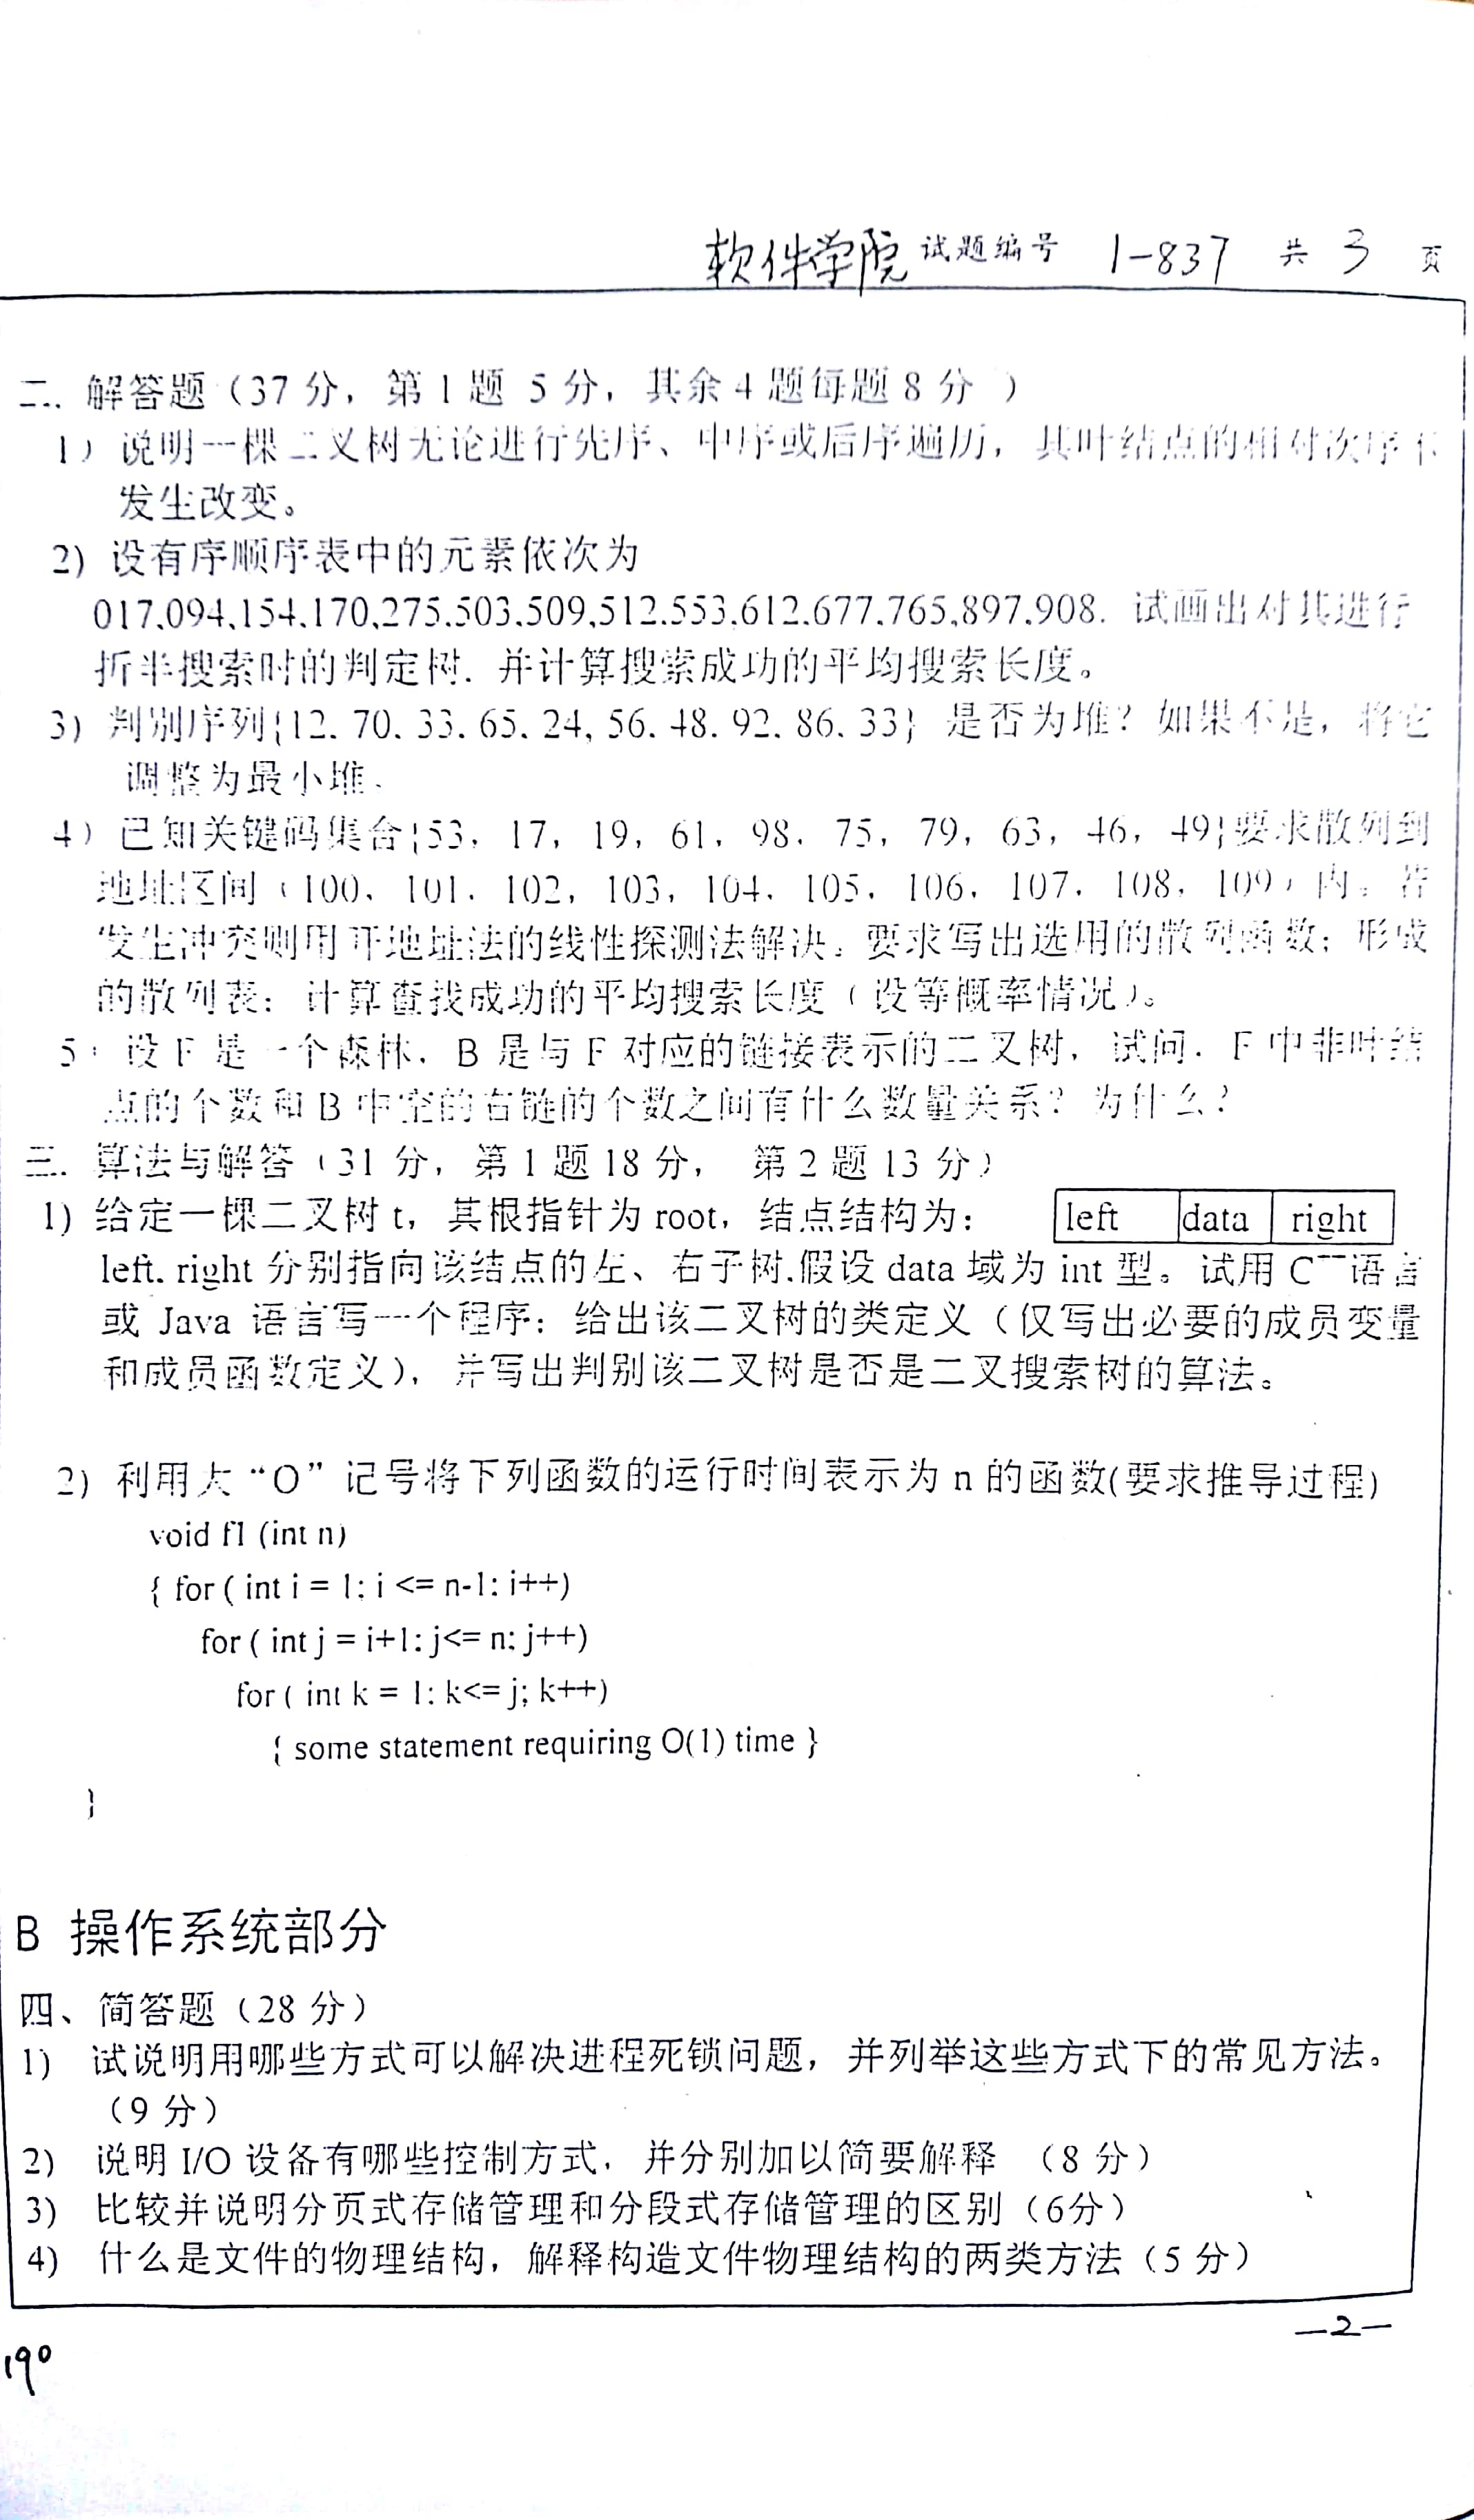 软件学院 试题编号 1-837 共 3 页
二. 解答题（37 分，第 1 题 5 分，其余 4 题每题 8 分 ）
1） 说明一棵二叉树无论进行先序、中序或后序遍历，其叶结点的相对次序不
发生改变。
2) 设有序顺序表中的元素依次为
017,094,154,170,275,503,509,512,553,612,677,765,897,908. 试画出对其进行
折半搜索时的判定树. 并计算搜索成功的平均搜索长度。
3) 判别序列{12, 70, 33, 65, 24, 56, 48, 92, 86, 33} 是否为堆？如果不是，将它
调整为最小堆.
4） 已知关键码集合{53，17，19，61，98，75，79，63，46，49}要求散列到
地址区间（100，101，102，103，104，105，106，107，108，109）内。若
发生冲突则用开地址法的线性探测法解决。要求写出选用的散列函数；形成
的散列表；计算查找成功的平均搜索长度（设等概率情况）。
5） 设 F 是一个森林，B 是与 F 对应的链接表示的二叉树，试问. F 中非叶结
点的个数和 B 中空的右链的个数之间有什么数量关系？为什么？
三. 算法与解答（31 分，第 1 题 18 分， 第 2 题 13 分）
1) 给定一棵二叉树 t，其根指针为 root，结点结构为： left data right
left. right 分别指向该结点的左、右子树.假设 data 域为 int 型。试用 C++语言
或 Java 语言写一个程序：给出该二叉树的类定义（仅写出必要的成员变量
和成员函数定义），并写出判别该二叉树是否是二叉搜索树的算法。
2) 利用大“O”记号将下列函数的运行时间表示为 n 的函数(要求推导过程)
void f1 (int n)
{ for ( int i = 1; i <= n-1; i++)
for ( int j = i+1; j<= n; j++)
for ( int k = 1; k<= j; k++)
{ some statement requiring O(1) time }
}
B 操作系统部分
四、简答题（28 分）
1) 试说明用哪些方式可以解决进程死锁问题，并列举这些方式下的常见方法。
（9 分）
2) 说明 I/O 设备有哪些控制方式，并分别加以简要解释 （8 分）
3) 比较并说明分页式存储管理和分段式存储管理的区别（6分）
4) 什么是文件的物理结构，解释构造文件物理结构的两类方法（5 分）
—2—
190